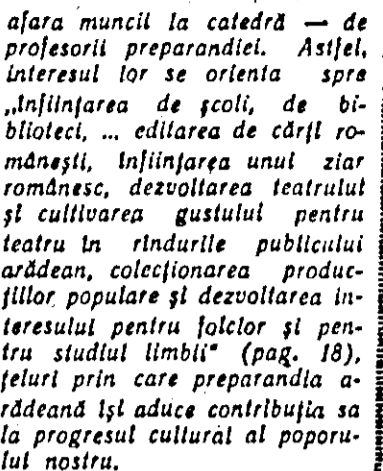 afara muncii la catedră — de
profesorii preparandiei. Astfel,
interesul lor se orienta spre
„înființarea de școli, de bi-
blioteci, ... editarea de cărți ro-
mânești, înființarea unui ziar
românesc, dezvoltarea teatrului
și cultivarea gustului pentru
teatru în rîndurile publicului
arădean, colecționarea produc-
țiilor populare și dezvoltarea in-
teresului pentru folclor și pen-
tru studiul limbii" (pag. 18),
feluri prin care preparandia a-
rădeană își aduce contribuția sa
la progresul cultural al poporu-
lui nostru.